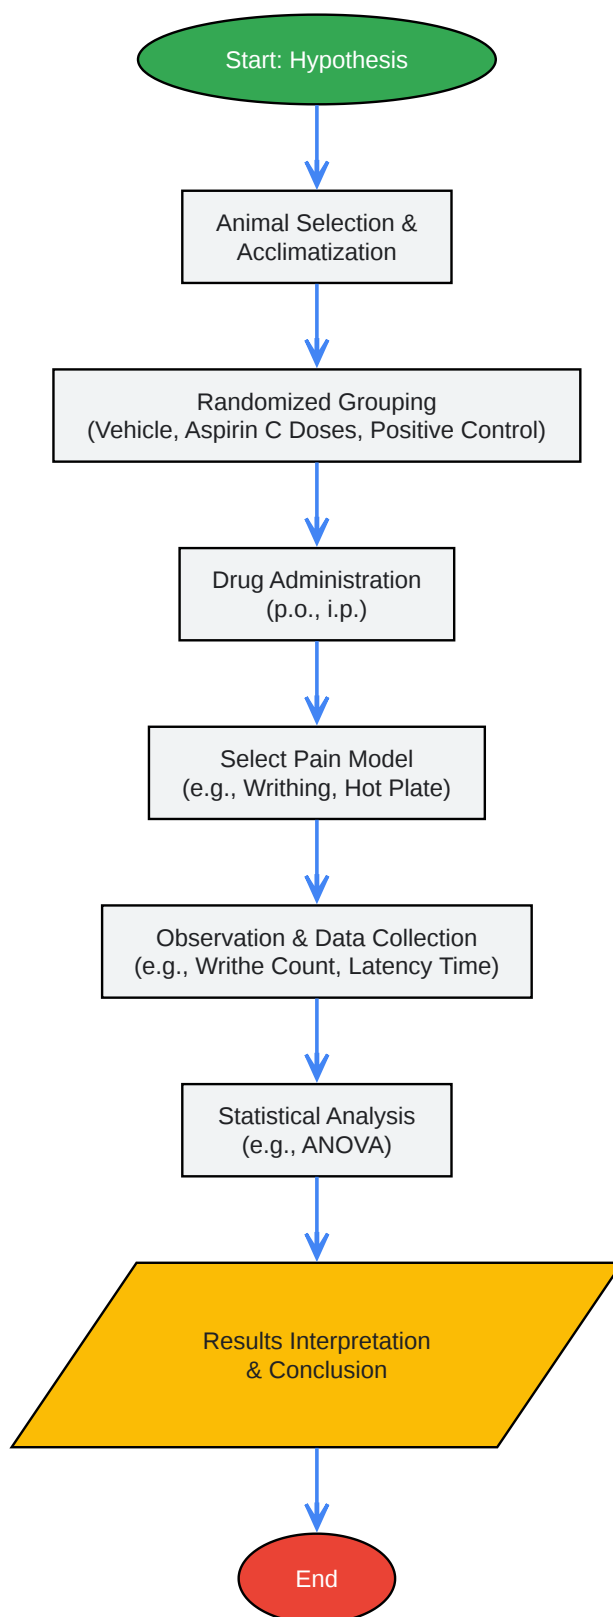 Start: Hypothesis
Animal Selection &
Acclimatization
Randomized Grouping
(Vehicle, Aspirin C Doses, Positive Control)
Drug Administration
(p.o., i.p.)
Select Pain Model
(e.g., Writhing, Hot Plate)
Observation & Data Collection
(e.g., Writhe Count, Latency Time)
Statistical Analysis
(e.g., ANOVA)
Results Interpretation
& Conclusion
End